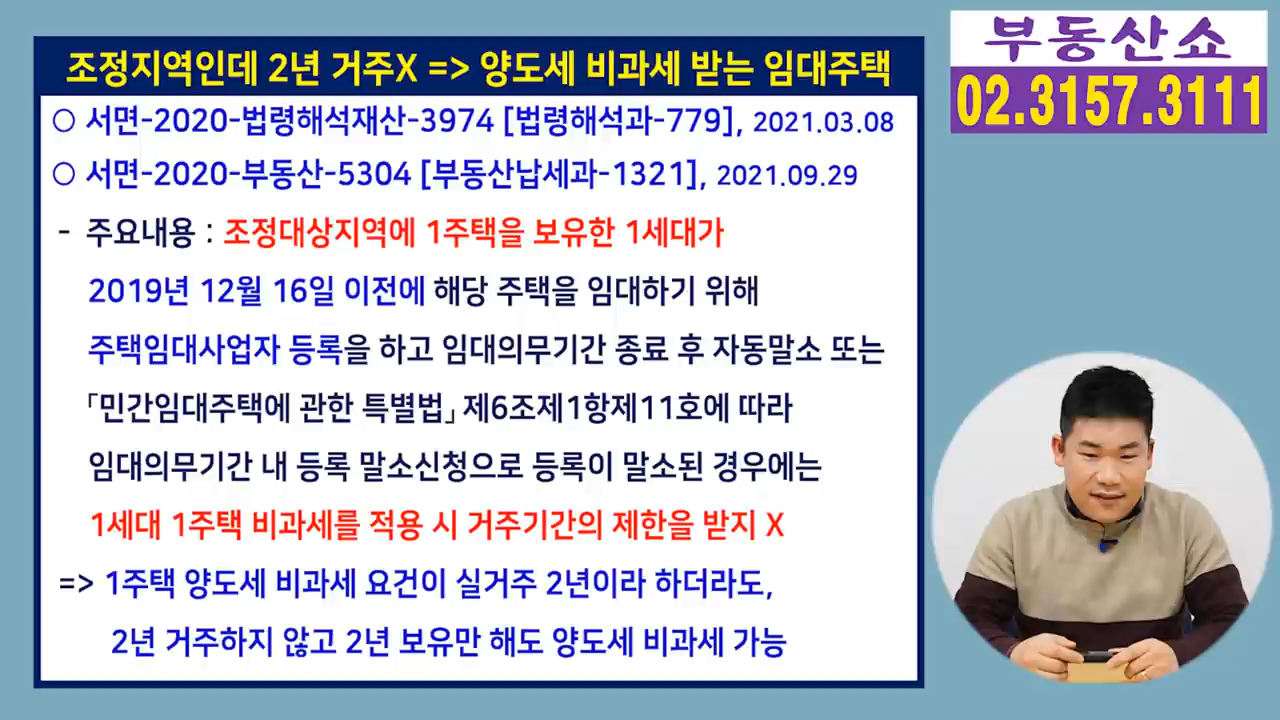 조정지역인데 2년 거주X => 양도세 비과세 받는 임대주택
부동산쇼
02.3157.3111
○ 서면-2020-법령해석재산-3974 [법령해석과-779], 2021.03.08
○ 서면-2020-부동산-5304 [부동산납세과-1321], 2021.09.29
- 주요내용 : 조정대상지역에 1주택을 보유한 1세대가
2019년 12월 16일 이전에 해당 주택을 임대하기 위해
주택임대사업자 등록을 하고 임대의무기간 종료 후 자동말소 또는
「민간임대주택에 관한 특별법」 제6조제1항제11호에 따라
임대의무기간 내 등록 말소신청으로 등록이 말소된 경우에는
1세대 1주택 비과세를 적용 시 거주기간의 제한을 받지 X
=> 1주택 양도세 비과세 요건이 실거주 2년이라 하더라도,
2년 거주하지 않고 2년 보유만 해도 양도세 비과세 가능